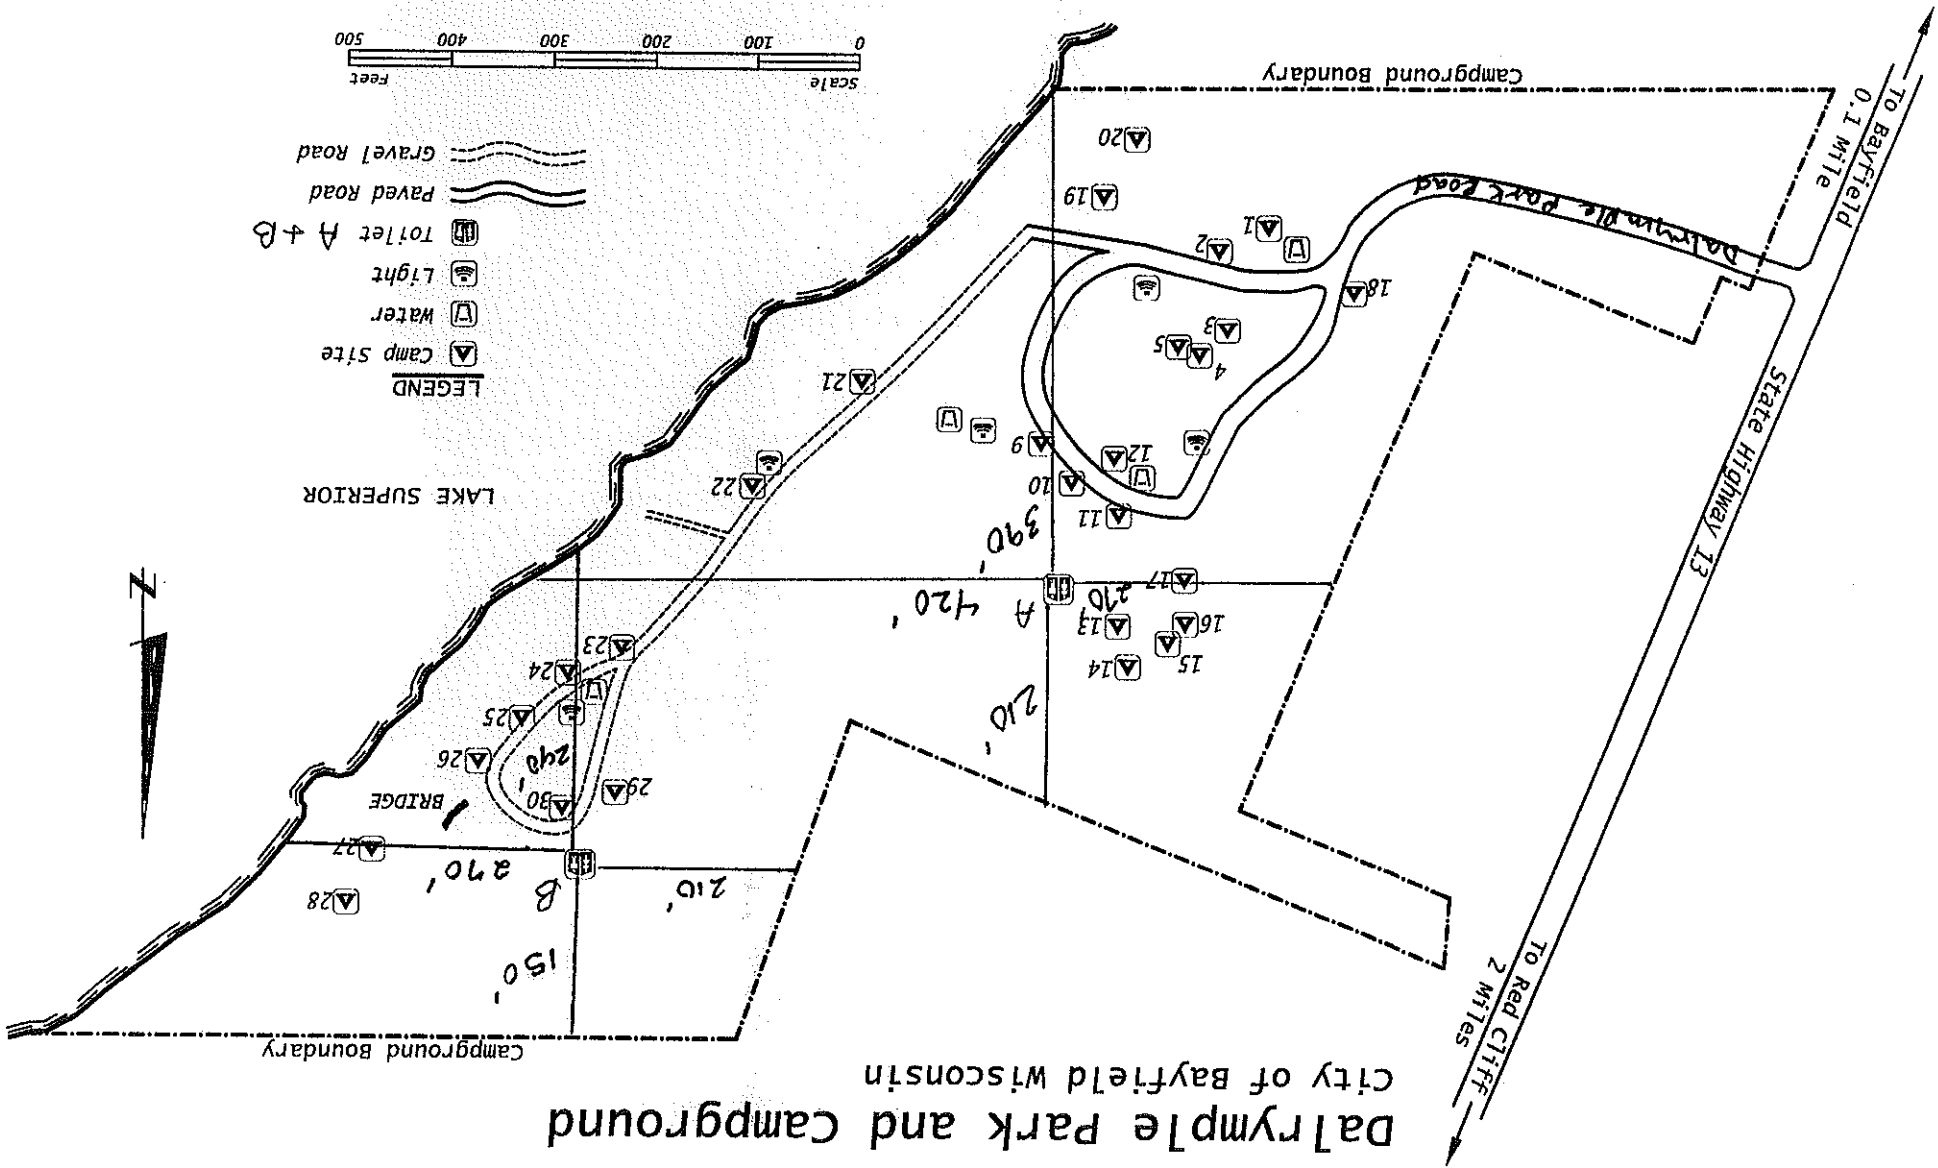 Dalrymple Park and Campground
City of Bayfield Wisconsin
To Red Cliff
2 Miles
Campground Boundary
150'
B
210'
270'
28
27
BRIDGE
30
29
240'
26
25
24
23
210'
14
15
13
16
A
270'
17
420'
390'
State Highway 13
11
10
12
9
22
21
LAKE SUPERIOR
N
4
5
3
18
2
1
19
20
Dalrymple Park Road
To Bayfield
0.1 Mile
Campground Boundary
LEGEND
Camp Site
Water
Light
Toilet A + B
Paved Road
Gravel Road
Scale
Feet
0 100 200 300 400 500